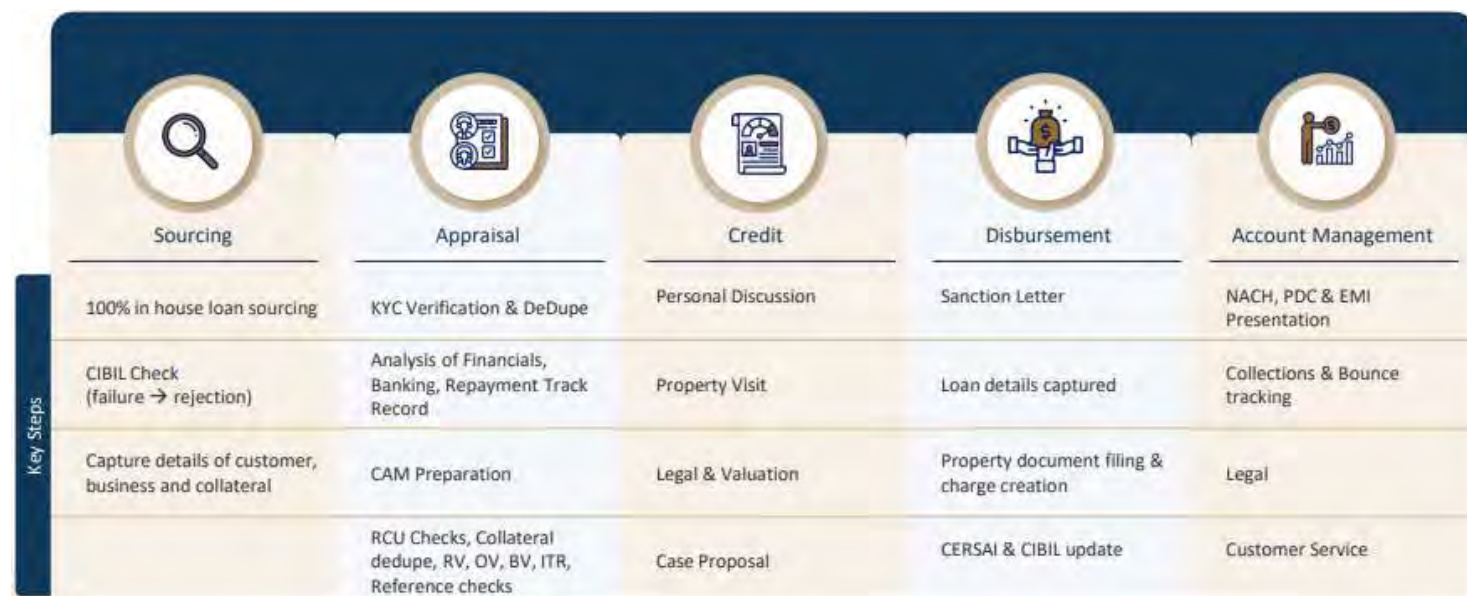 Sourcing
Appraisal
Credit
Disbursement
Account Management
Key Steps
100% in house loan sourcing
KYC Verification & DeDupe
Personal Discussion
Sanction Letter
NACH, PDC & EMI
Presentation
CIBIL Check
(failure → rejection)
Analysis of Financials,
Banking, Repayment Track
Record
Property Visit
Loan details captured
Collections & Bounce
tracking
Capture details of customer,
business and collateral
CAM Preparation
Legal & Valuation
Property document filing &
charge creation
Legal
RCU Checks, Collateral
dedupe, RV, OV, BV, ITR,
Reference checks
Case Proposal
CERSAI & CIBIL update
Customer Service